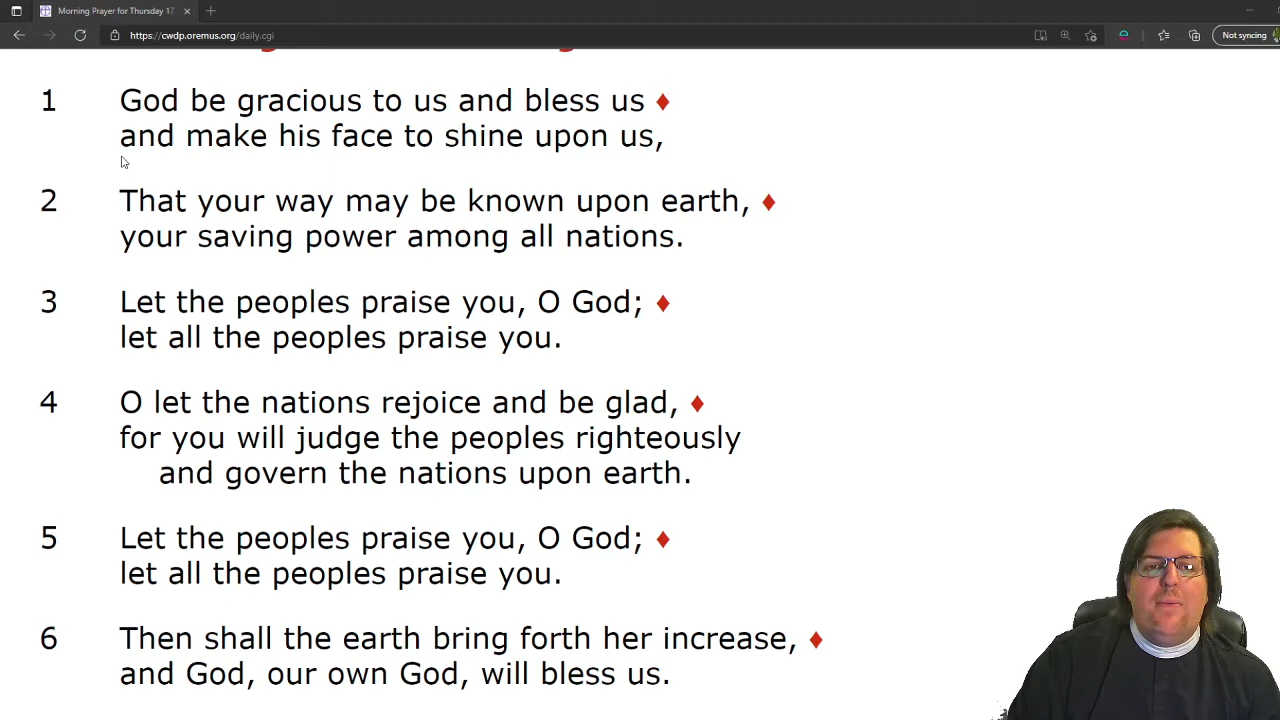 Morning Prayer for Thursday 17
https://cwdp.oremus.org/daily.cgi
Not syncing
1 God be gracious to us and bless us ♦
and make his face to shine upon us,
2 That your way may be known upon earth, ♦
your saving power among all nations.
3 Let the peoples praise you, O God; ♦
let all the peoples praise you.
4 O let the nations rejoice and be glad, ♦
for you will judge the peoples righteously
and govern the nations upon earth.
5 Let the peoples praise you, O God; ♦
let all the peoples praise you.
6 Then shall the earth bring forth her increase, ♦
and God, our own God, will bless us.